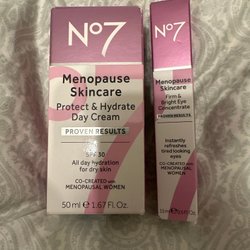 No7
Menopause
Skincare
Protect & Hydrate
Day Cream
PROVEN RESULTS
SPF 30
All day hydration
for dry skin
CO-CREATED with
MENOPAUSAL WOMEN
50 ml ℮ 1.67 Fl. Oz.
No7
Menopause
Skincare
Firm &
Bright Eye
Concentrate
PROVEN RESULTS
Instantly
refreshes
tired looking
eyes
CO-CREATED with
MENOPAUSAL
WOMEN